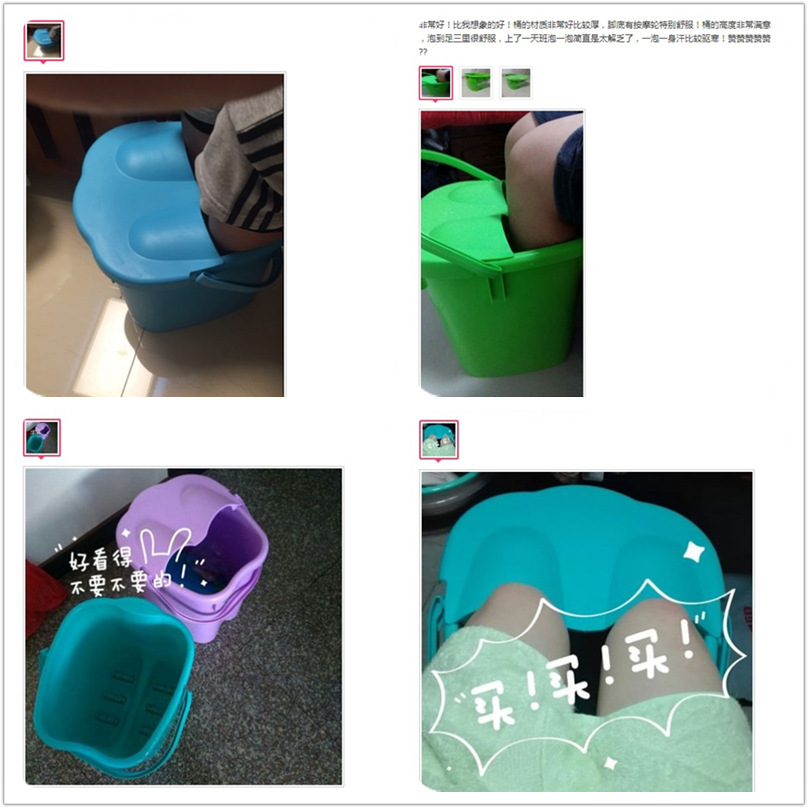 非常好！比我想象的好！桶的材质非常好比较厚，脚底有按摩轮特别舒服！桶的高度非常满意
，泡到足三里很舒服，上了一天班泡一泡简直是太解乏了，一泡一身汗比较驱寒！赞赞赞赞赞
??
好看得
不要不要的！
买！买！买！